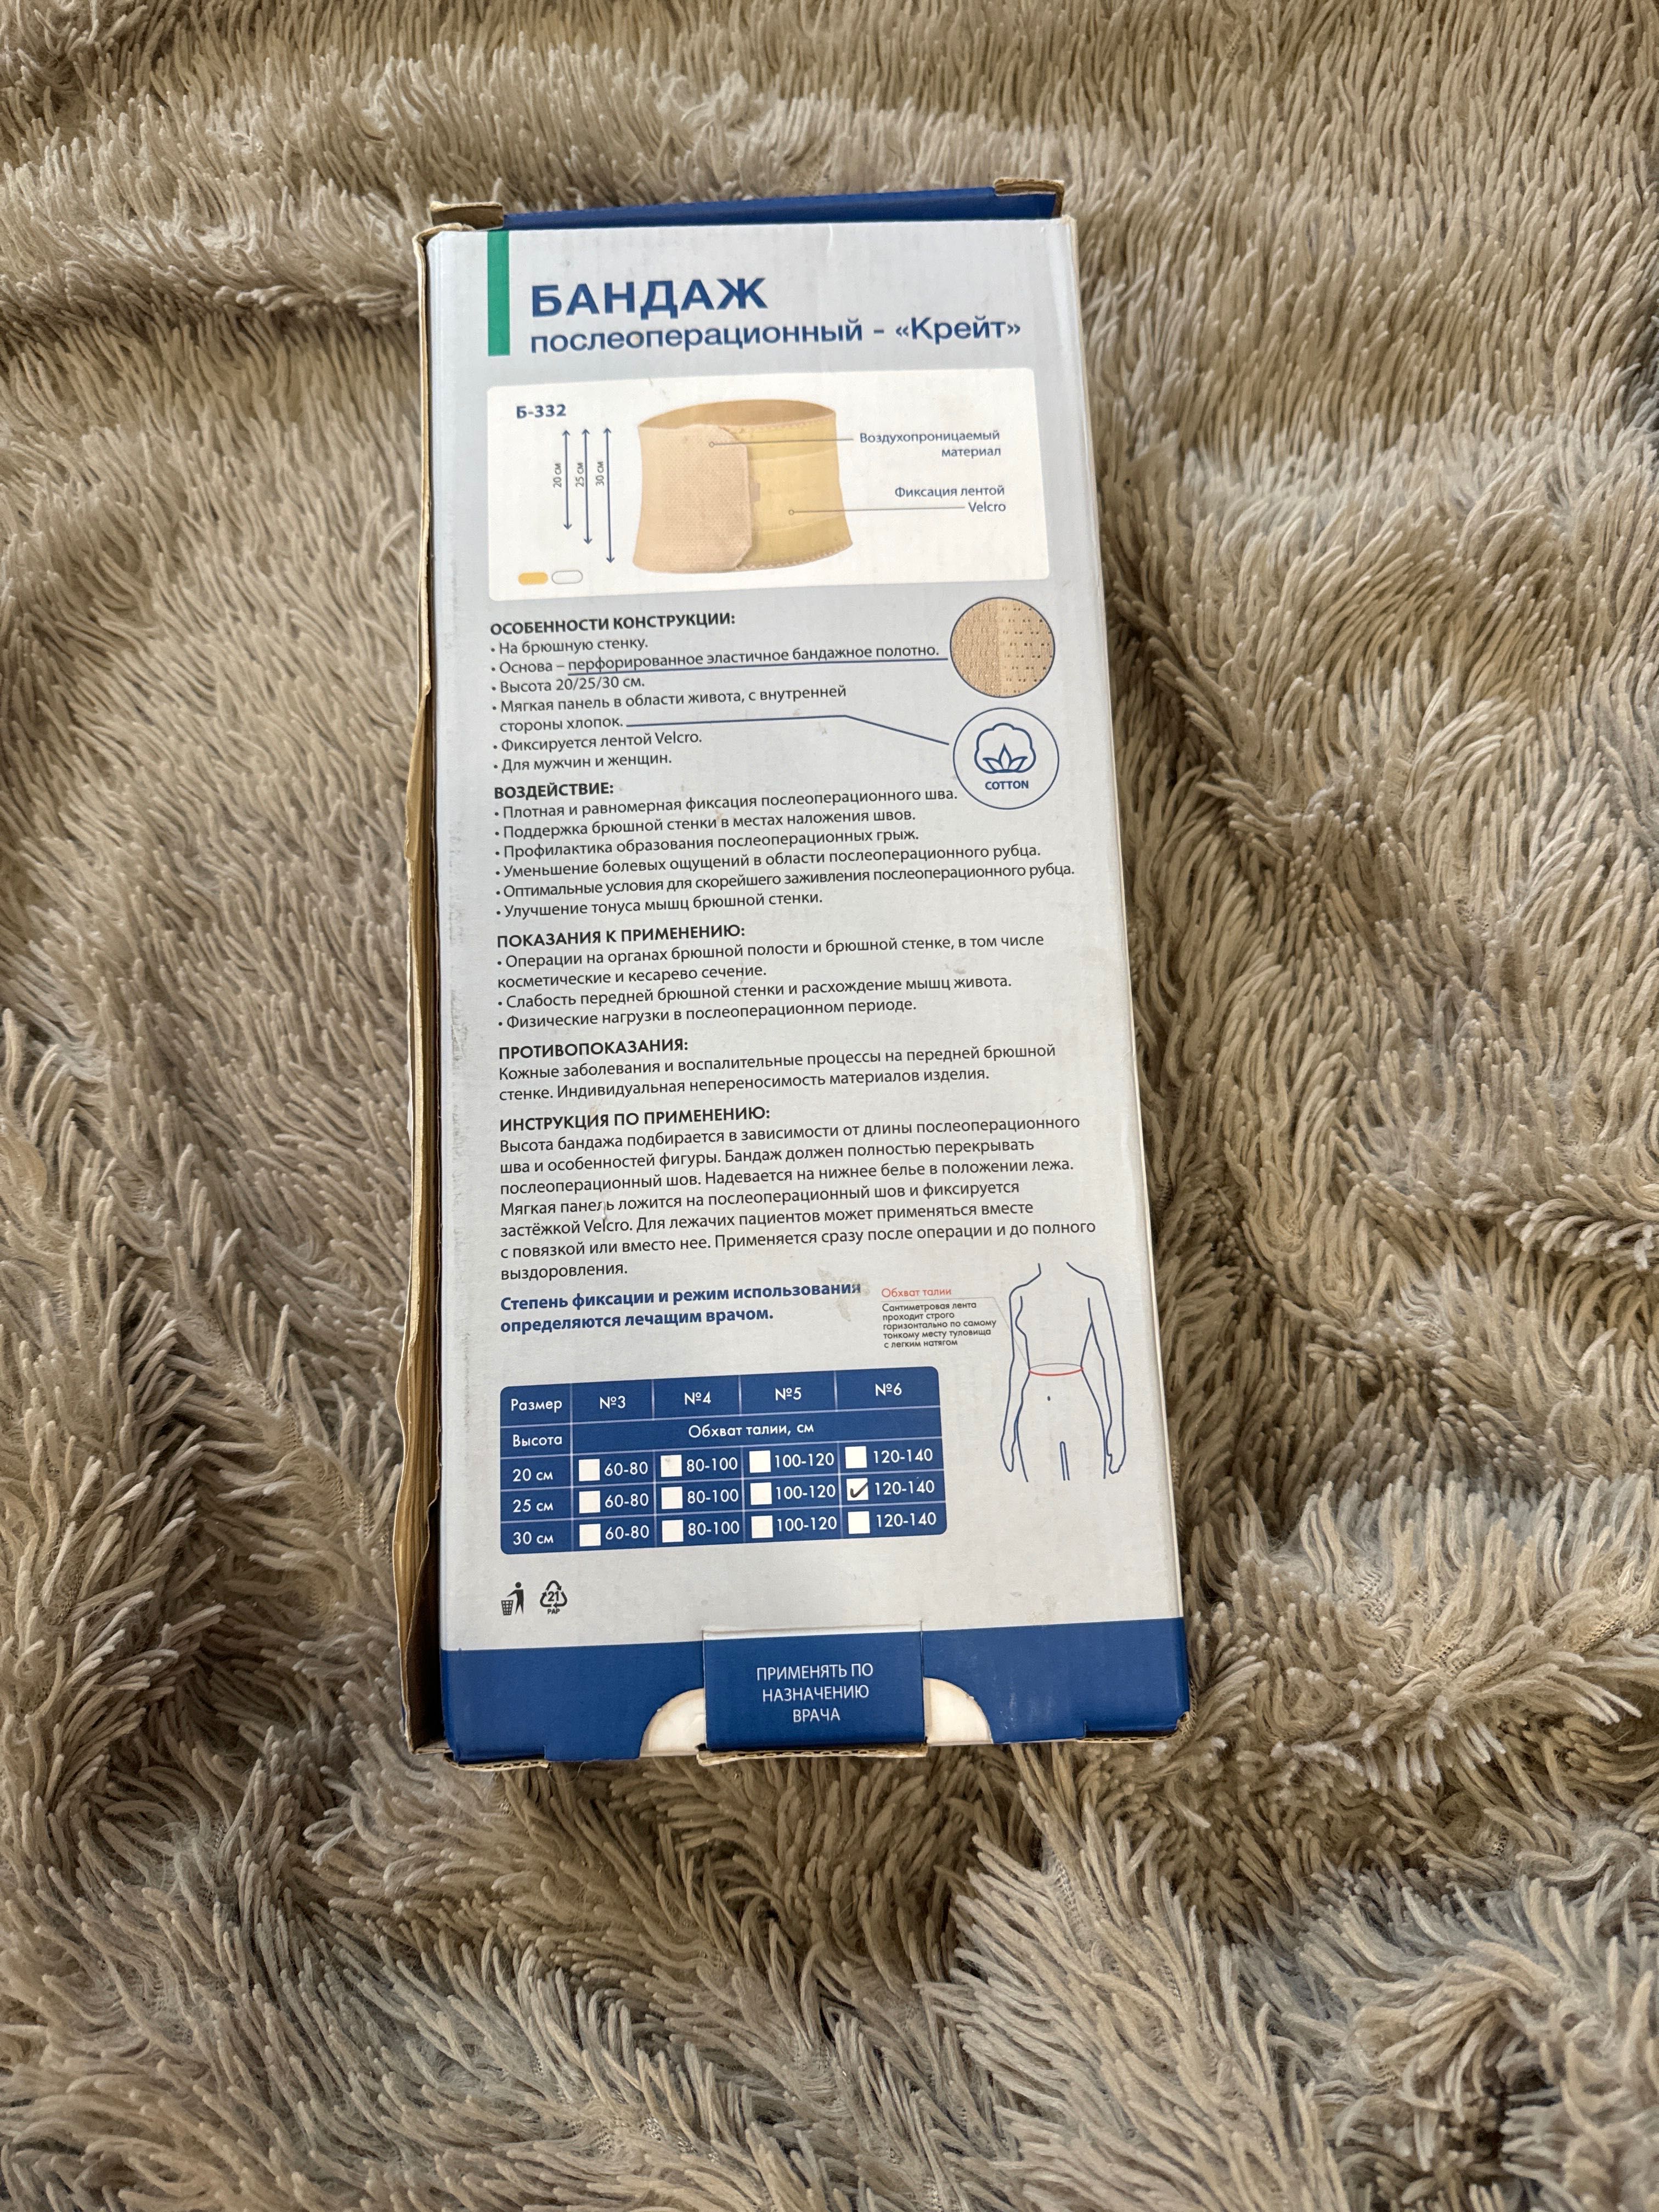 БАНДАЖ
послеоперационный - «Крейт»
Б-332
20 см
25 см
30 см
Воздухопроницаемый
материал
Фиксация лентой
Velcro
ОСОБЕННОСТИ КОНСТРУКЦИИ:
• На брюшную стенку.
• Основа – перфорированное эластичное бандажное полотно.
• Высота 20/25/30 см.
• Мягкая панель в области живота, с внутренней
стороны хлопок.
• Фиксируется лентой Velcro.
• Для мужчин и женщин.
COTTON
ВОЗДЕЙСТВИЕ:
• Плотная и равномерная фиксация послеоперационного шва.
• Поддержка брюшной стенки в местах наложения швов.
• Профилактика образования послеоперационных грыж.
• Уменьшение болевых ощущений в области послеоперационного рубца.
• Оптимальные условия для скорейшего заживления послеоперационного рубца.
• Улучшение тонуса мышц брюшной стенки.
ПОКАЗАНИЯ К ПРИМЕНЕНИЮ:
• Операции на органах брюшной полости и брюшной стенке, в том числе
косметические и кесарево сечение.
• Слабость передней брюшной стенки и расхождение мышц живота.
• Физические нагрузки в послеоперационном периоде.
ПРОТИВОПОКАЗАНИЯ:
Кожные заболевания и воспалительные процессы на передней брюшной
стенке. Индивидуальная непереносимость материалов изделия.
ИНСТРУКЦИЯ ПО ПРИМЕНЕНИЮ:
Высота бандажа подбирается в зависимости от длины послеоперационного
шва и особенностей фигуры. Бандаж должен полностью перекрывать
послеоперационный шов. Надевается на нижнее белье в положении лежа.
Мягкая панель ложится на послеоперационный шов и фиксируется
застёжкой Velcro. Для лежачих пациентов может применяться вместе
с повязкой или вместо нее. Применяется сразу после операции и до полного
выздоровления.
Степень фиксации и режим использования
определяются лечащим врачом.
Обхват талии
Сантиметровая лента
проходит строго
горизонтально по самому
тонкому месту туловища
с легким натягом
Размер №3 №4 №5 №6
Высота Обхват талии, см
20 см 60-80 80-100 100-120 120-140
25 см 60-80 80-100 100-120 120-140
30 см 60-80 80-100 100-120 120-140
21
PAP
ПРИМЕНЯТЬ ПО
НАЗНАЧЕНИЮ
ВРАЧА